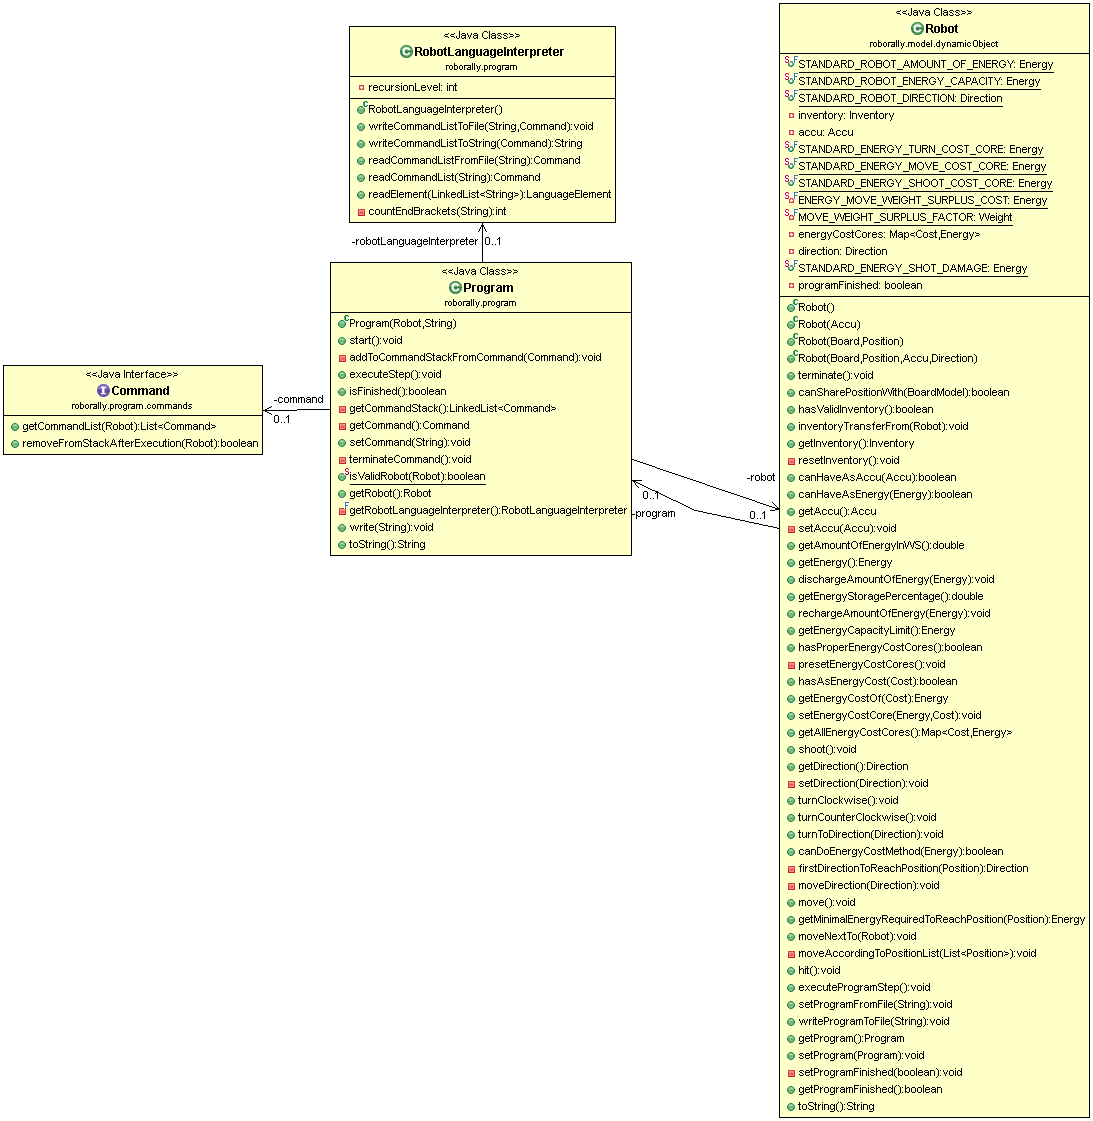 <<Java Class>>
RobotLanguageInterpreter
roborally.program
recursionLevel: int
RobotLanguageInterpreter()
writeCommandListToFile(String,Command):void
writeCommandListToString(Command):String
readCommandListFromFile(String):Command
readCommandList(String):Command
readElement(LinkedList<String>):LanguageElement
countEndBrackets(String):int
-robotLanguageInterpreter 0..1
<<Java Class>>
Program
roborally.program
Program(Robot,String)
start():void
addToCommandStackFromCommand(Command):void
executeStep():void
isFinished():boolean
getCommandStack():LinkedList<Command>
getCommand():Command
setCommand(String):void
terminateCommand():void
isValidRobot(Robot):boolean
getRobot():Robot
getRobotLanguageInterpreter():RobotLanguageInterpreter
write(String):void
toString():String
<<Java Interface>>
Command
roborally.program.commands
getCommandList(Robot):List<Command>
removeFromStackAfterExecution(Robot):boolean
-command
0..1
-robot
0..1
0..1
-program
<<Java Class>>
Robot
roborally.model.dynamicObject
STANDARD_ROBOT_AMOUNT_OF_ENERGY: Energy
STANDARD_ROBOT_ENERGY_CAPACITY: Energy
STANDARD_ROBOT_DIRECTION: Direction
inventory: Inventory
accu: Accu
STANDARD_ENERGY_TURN_COST_CORE: Energy
STANDARD_ENERGY_MOVE_COST_CORE: Energy
STANDARD_ENERGY_SHOOT_COST_CORE: Energy
ENERGY_MOVE_WEIGHT_SURPLUS_COST: Energy
MOVE_WEIGHT_SURPLUS_FACTOR: Weight
energyCostCores: Map<Cost,Energy>
direction: Direction
STANDARD_ENERGY_SHOT_DAMAGE: Energy
programFinished: boolean
Robot()
Robot(Accu)
Robot(Board,Position)
Robot(Board,Position,Accu,Direction)
terminate():void
canSharePositionWith(BoardModel):boolean
hasValidInventory():boolean
inventoryTransferFrom(Robot):void
getInventory():Inventory
resetInventory():void
canHaveAsAccu(Accu):boolean
canHaveAsEnergy(Energy):boolean
getAccu():Accu
setAccu(Accu):void
getAmountOfEnergyInWS():double
getEnergy():Energy
dischargeAmountOfEnergy(Energy):void
getEnergyStoragePercentage():double
rechargeAmountOfEnergy(Energy):void
getEnergyCapacityLimit():Energy
hasProperEnergyCostCores():boolean
presetEnergyCostCores():void
hasAsEnergyCost(Cost):boolean
getEnergyCostOf(Cost):Energy
setEnergyCostCore(Energy,Cost):void
getAllEnergyCostCores():Map<Cost,Energy>
shoot():void
getDirection():Direction
setDirection(Direction):void
turnClockwise():void
turnCounterClockwise():void
turnToDirection(Direction):void
canDoEnergyCostMethod(Energy):boolean
firstDirectionToReachPosition(Position):Direction
moveDirection(Direction):void
move():void
getMinimalEnergyRequiredToReachPosition(Position):Energy
moveNextTo(Robot):void
moveAccordingToPositionList(List<Position>):void
hit():void
executeProgramStep():void
setProgramFromFile(String):void
writeProgramToFile(String):void
getProgram():Program
setProgram(Program):void
setProgramFinished(boolean):void
getProgramFinished():boolean
toString():String